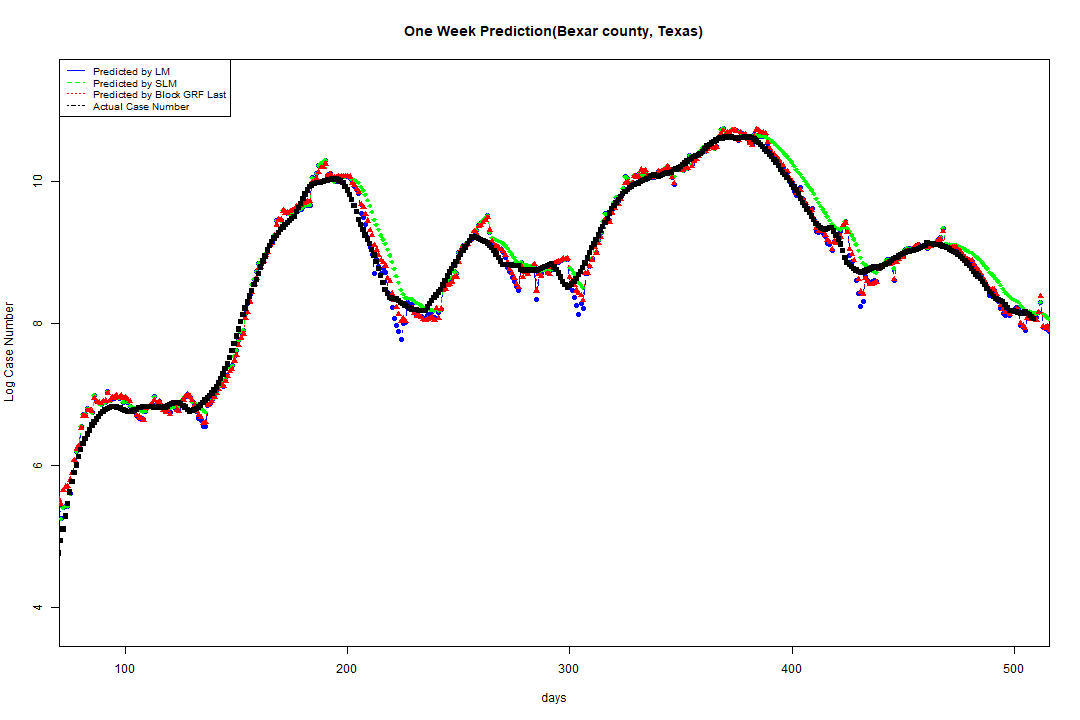 One Week Prediction(Bexar county, Texas)
Predicted by LM
Predicted by SLM
Predicted by Block GRF Last
Actual Case Number
10
8
6
4
Log Case Number
100 200 300 400 500
days